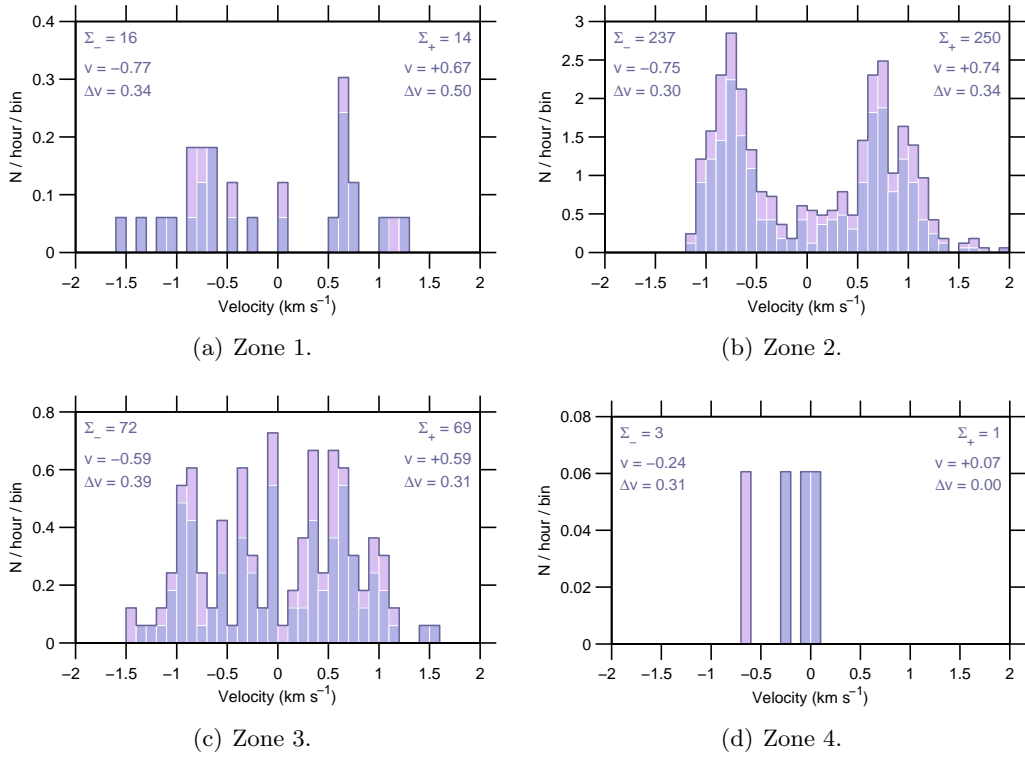 0.4
0.3
0.2
0.1
0
N / hour / bin
Σ₋ = 16
v = −0.77
Δv = 0.34
Σ₊ = 14
v = +0.67
Δv = 0.50
−2 −1.5 −1 −0.5 0 0.5 1 1.5 2
Velocity (km s⁻¹)
(a) Zone 1.
3
2.5
2
1.5
1
0.5
0
N / hour / bin
Σ₋ = 237
v = −0.75
Δv = 0.30
Σ₊ = 250
v = +0.74
Δv = 0.34
−2 −1.5 −1 −0.5 0 0.5 1 1.5 2
Velocity (km s⁻¹)
(b) Zone 2.
0.8
0.6
0.4
0.2
0
N / hour / bin
Σ₋ = 72
v = −0.59
Δv = 0.39
Σ₊ = 69
v = +0.59
Δv = 0.31
−2 −1.5 −1 −0.5 0 0.5 1 1.5 2
Velocity (km s⁻¹)
(c) Zone 3.
0.08
0.06
0.04
0.02
0
N / hour / bin
Σ₋ = 3
v = −0.24
Δv = 0.31
Σ₊ = 1
v = +0.07
Δv = 0.00
−2 −1.5 −1 −0.5 0 0.5 1 1.5 2
Velocity (km s⁻¹)
(d) Zone 4.